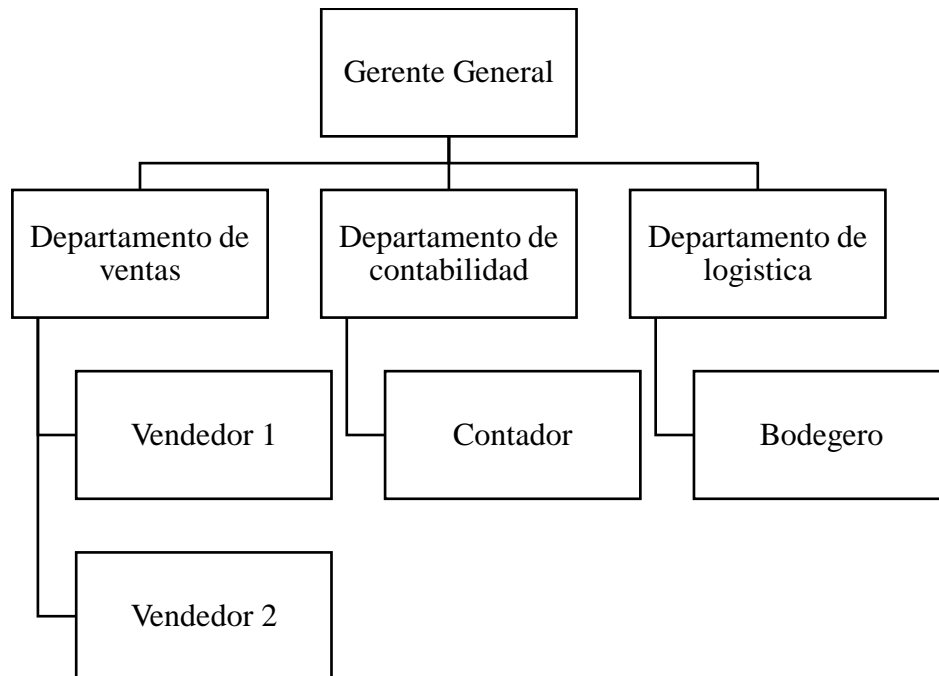 Gerente General
Departamento de
ventas
Departamento de
contabilidad
Departamento de
logistica
Vendedor 1
Contador
Bodegero
Vendedor 2